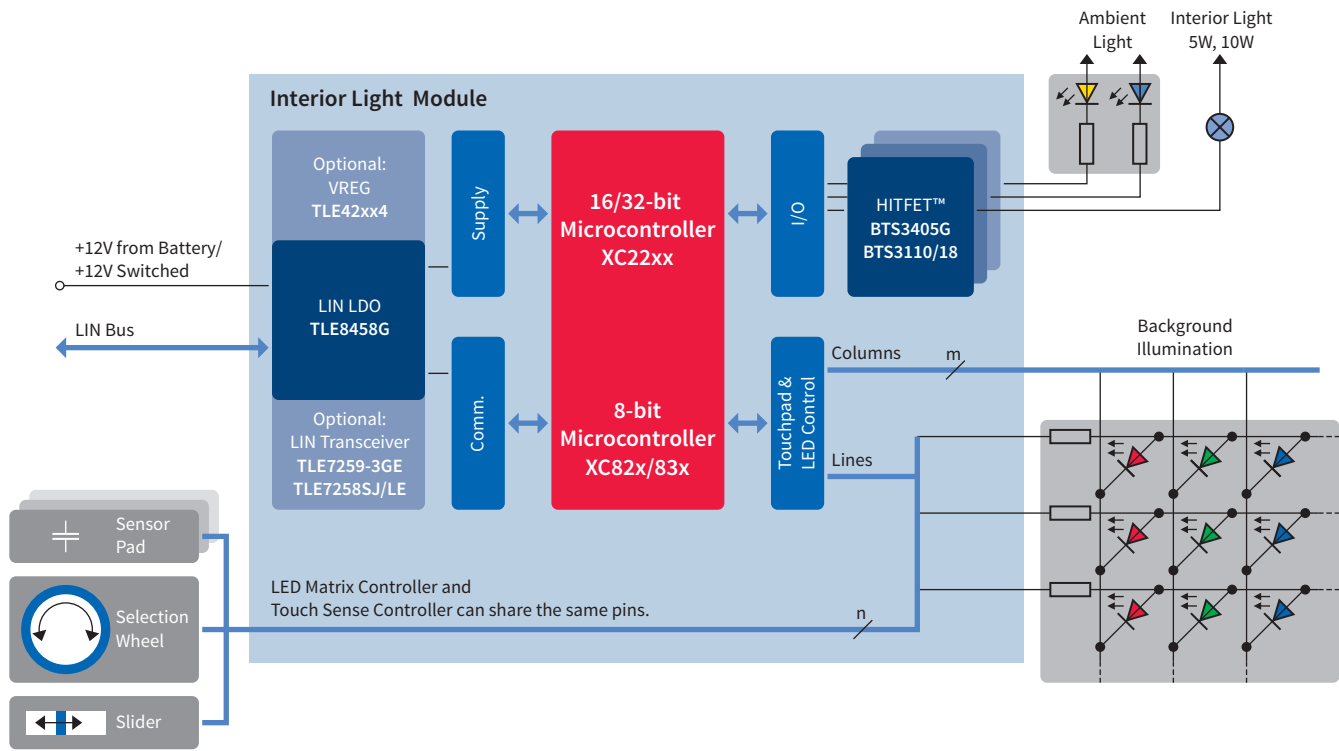 Ambient
Light
Interior Light
5W, 10W
Interior Light Module
Optional:
VREG
TLE42xx4
Supply
16/32-bit
Microcontroller
XC22xx
I/O
HITFET™
BTS3405G
BTS3110/18
+12V from Battery/
+12V Switched
LIN Bus
LIN LDO
TLE8458G
Optional:
LIN Transceiver
TLE7259-3GE
TLE7258SJ/LE
Comm.
8-bit
Microcontroller
XC82x/83x
Touchpad &
LED Control
Columns
m
Lines
Background
Illumination
Sensor
Pad
Selection
Wheel
Slider
LED Matrix Controller and
Touch Sense Controller can share the same pins.
n